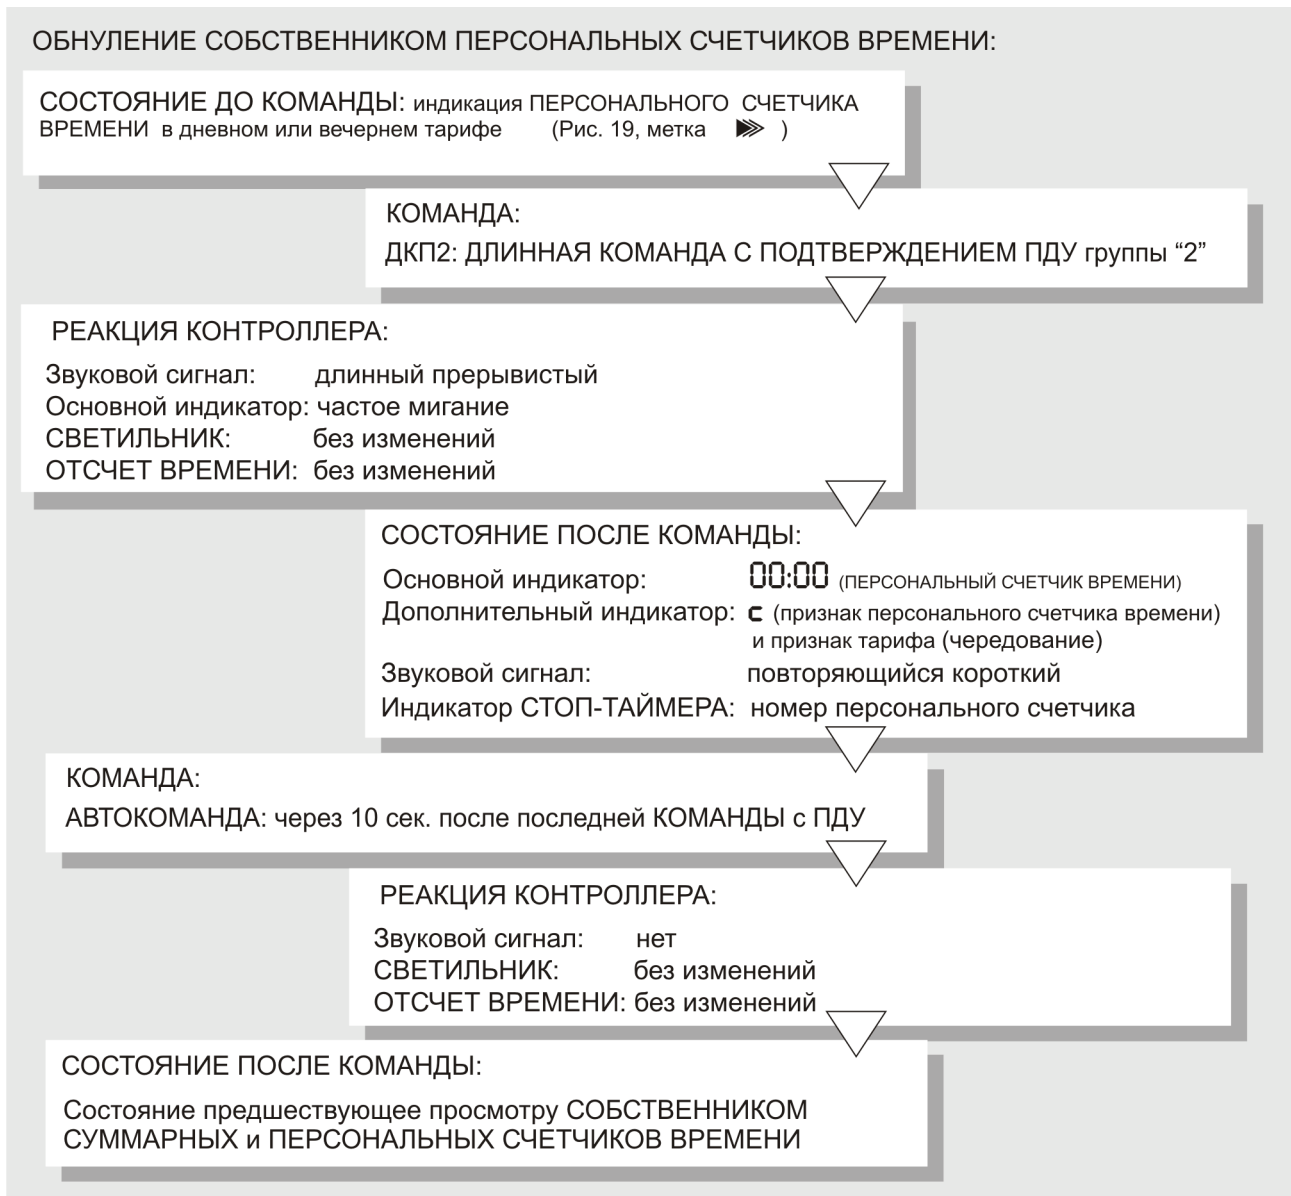 ОБНУЛЕНИЕ СОБСТВЕННИКОМ ПЕРСОНАЛЬНЫХ СЧЕТЧИКОВ ВРЕМЕНИ:
СОСТОЯНИЕ ДО КОМАНДЫ: индикация ПЕРСОНАЛЬНОГО СЧЕТЧИКА
ВРЕМЕНИ в дневном или вечернем тарифе (Рис. 19, метка )
КОМАНДА:
ДКП2: ДЛИННАЯ КОМАНДА С ПОДТВЕРЖДЕНИЕМ ПДУ группы “2”
РЕАКЦИЯ КОНТРОЛЛЕРА:
Звуковой сигнал: длинный прерывистый
Основной индикатор: частое мигание
СВЕТИЛЬНИК: без изменений
ОТСЧЕТ ВРЕМЕНИ: без изменений
СОСТОЯНИЕ ПОСЛЕ КОМАНДЫ:
Основной индикатор: 00:00 (ПЕРСОНАЛЬНЫЙ СЧЕТЧИК ВРЕМЕНИ)
Дополнительный индикатор: c (признак персонального счетчика времени)
и признак тарифа (чередование)
Звуковой сигнал: повторяющийся короткий
Индикатор СТОП-ТАЙМЕРА: номер персонального счетчика
КОМАНДА:
АВТОКОМАНДА: через 10 сек. после последней КОМАНДЫ с ПДУ
РЕАКЦИЯ КОНТРОЛЛЕРА:
Звуковой сигнал: нет
СВЕТИЛЬНИК: без изменений
ОТСЧЕТ ВРЕМЕНИ: без изменений
СОСТОЯНИЕ ПОСЛЕ КОМАНДЫ:
Состояние предшествующее просмотру СОБСТВЕННИКОМ
СУММАРНЫХ и ПЕРСОНАЛЬНЫХ СЧЕТЧИКОВ ВРЕМЕНИ